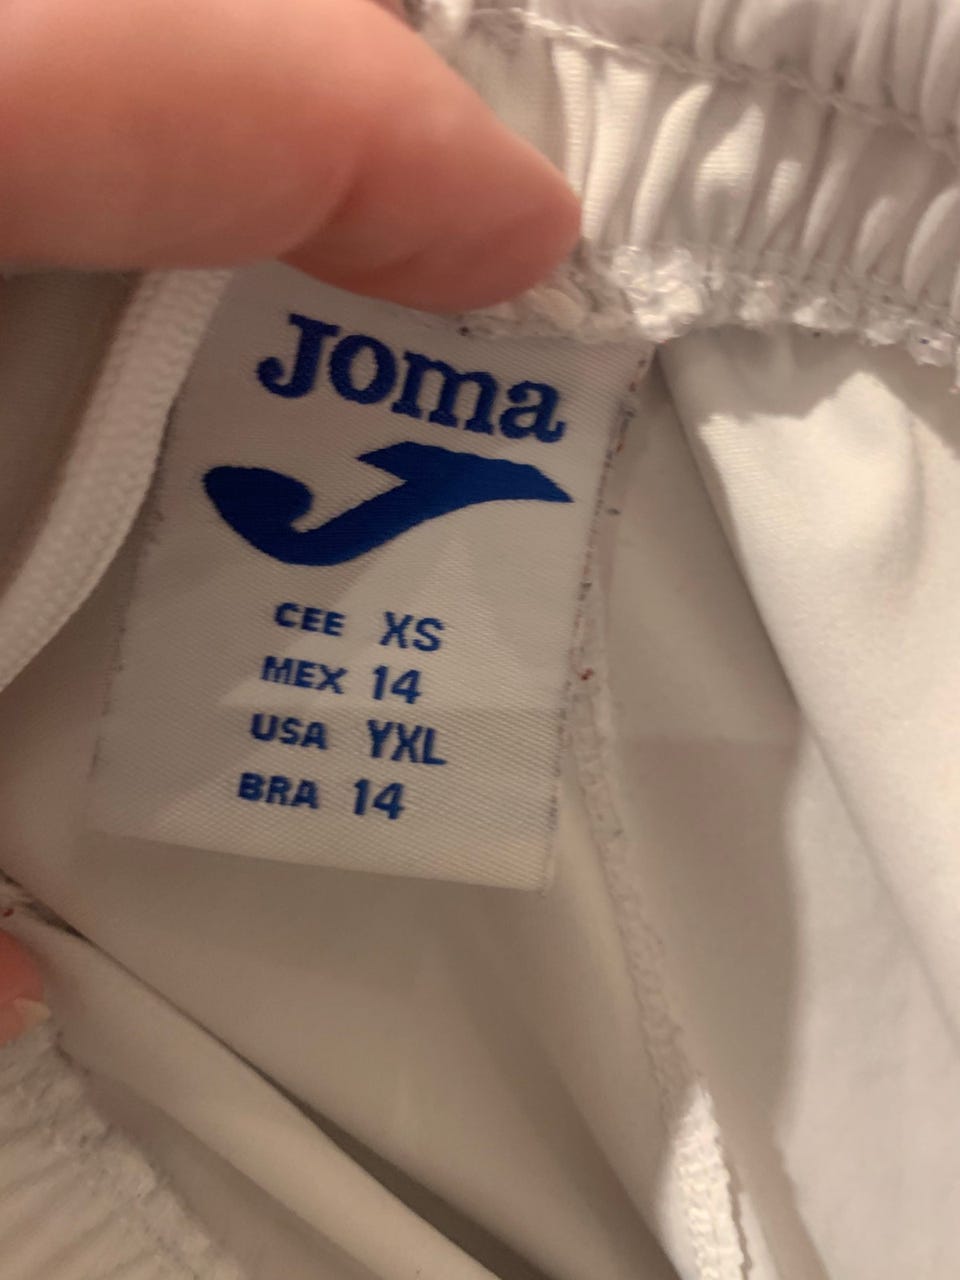 Joma
CEE XS
MEX 14
USA YXL
BRA 14